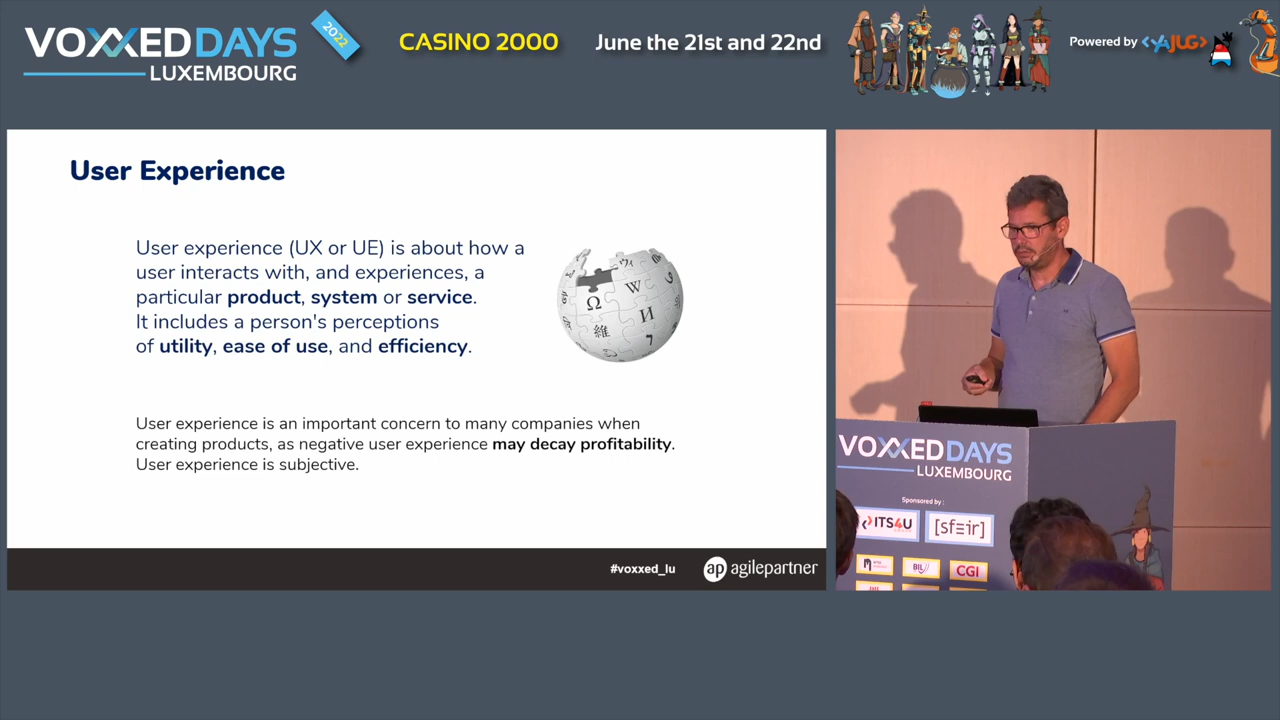 VOXXED DAYS
LUXEMBOURG
2022
CASINO 2000
June the 21st and 22nd
Powered by <YAJUG>
User Experience
User experience (UX or UE) is about how a
user interacts with, and experiences, a
particular product, system or service.
It includes a person's perceptions
of utility, ease of use, and efficiency.
Ω
W
И
維
User experience is an important concern to many companies when
creating products, as negative user experience may decay profitability.
User experience is subjective.
#voxxed_lu
ap agilepartner
VOXXED DAYS
LUXEMBOURG
Sponsored by :
ITS4U
[sfeir]
BIL
CGI